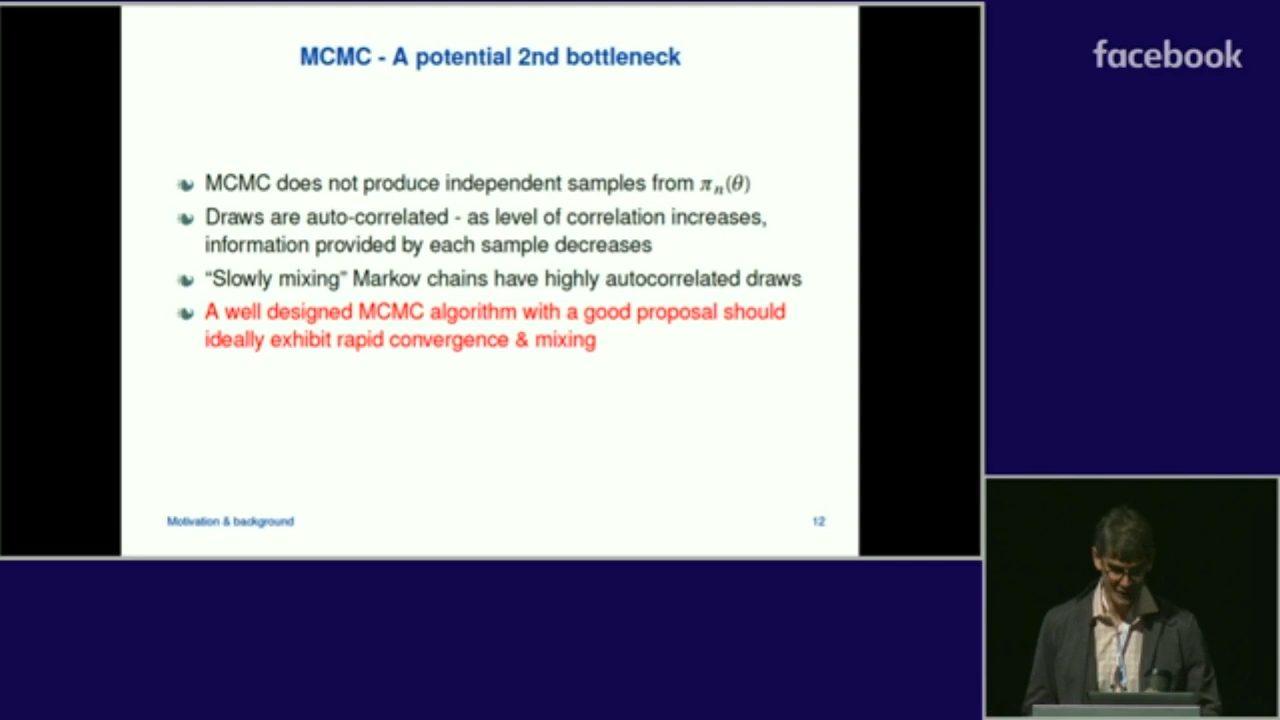 MCMC - A potential 2nd bottleneck
MCMC does not produce independent samples from πₙ(θ)
Draws are auto-correlated - as level of correlation increases,
information provided by each sample decreases
“Slowly mixing” Markov chains have highly autocorrelated draws
A well designed MCMC algorithm with a good proposal should
ideally exhibit rapid convergence & mixing
Motivation & background
12
facebook